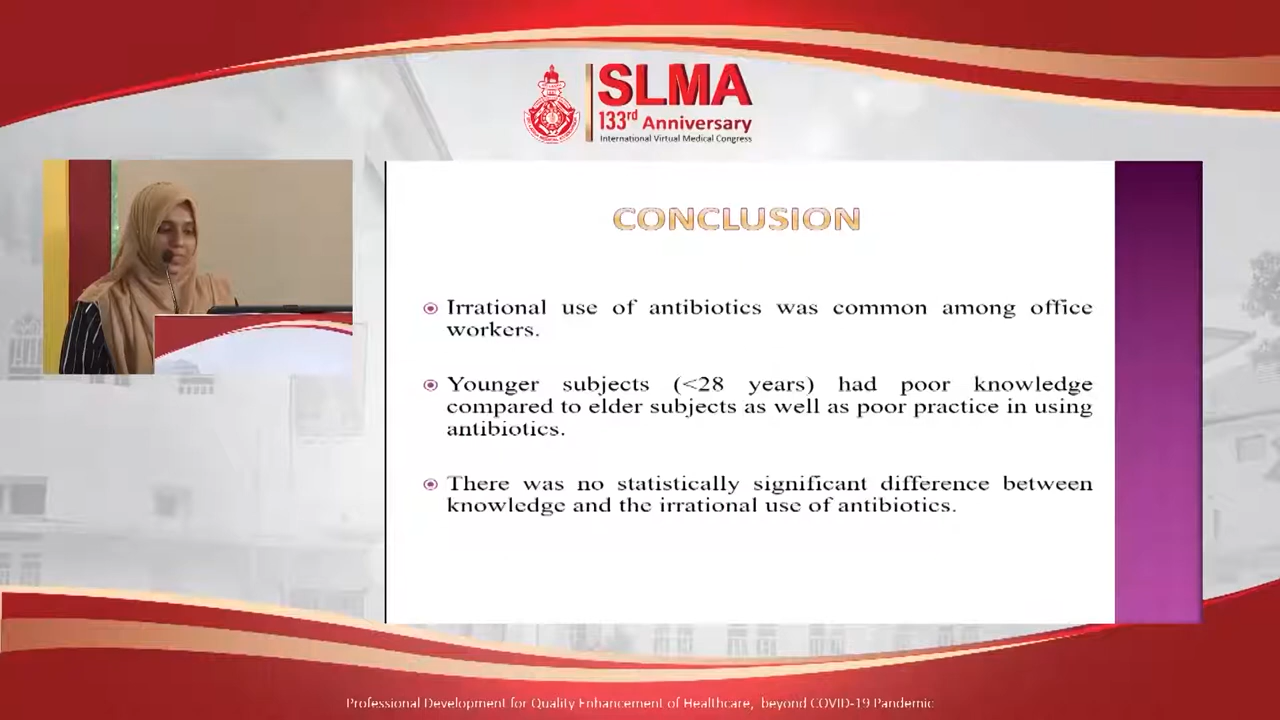 SLMA
133rd Anniversary
International Virtual Medical Congress
CONCLUSION
Irrational use of antibiotics was common among office
workers.
Younger subjects (<28 years) had poor knowledge
compared to elder subjects as well as poor practice in using
antibiotics.
There was no statistically significant difference between
knowledge and the irrational use of antibiotics.
Professional Development for Quality Enhancement of Healthcare, beyond COVID-19 Pandemic